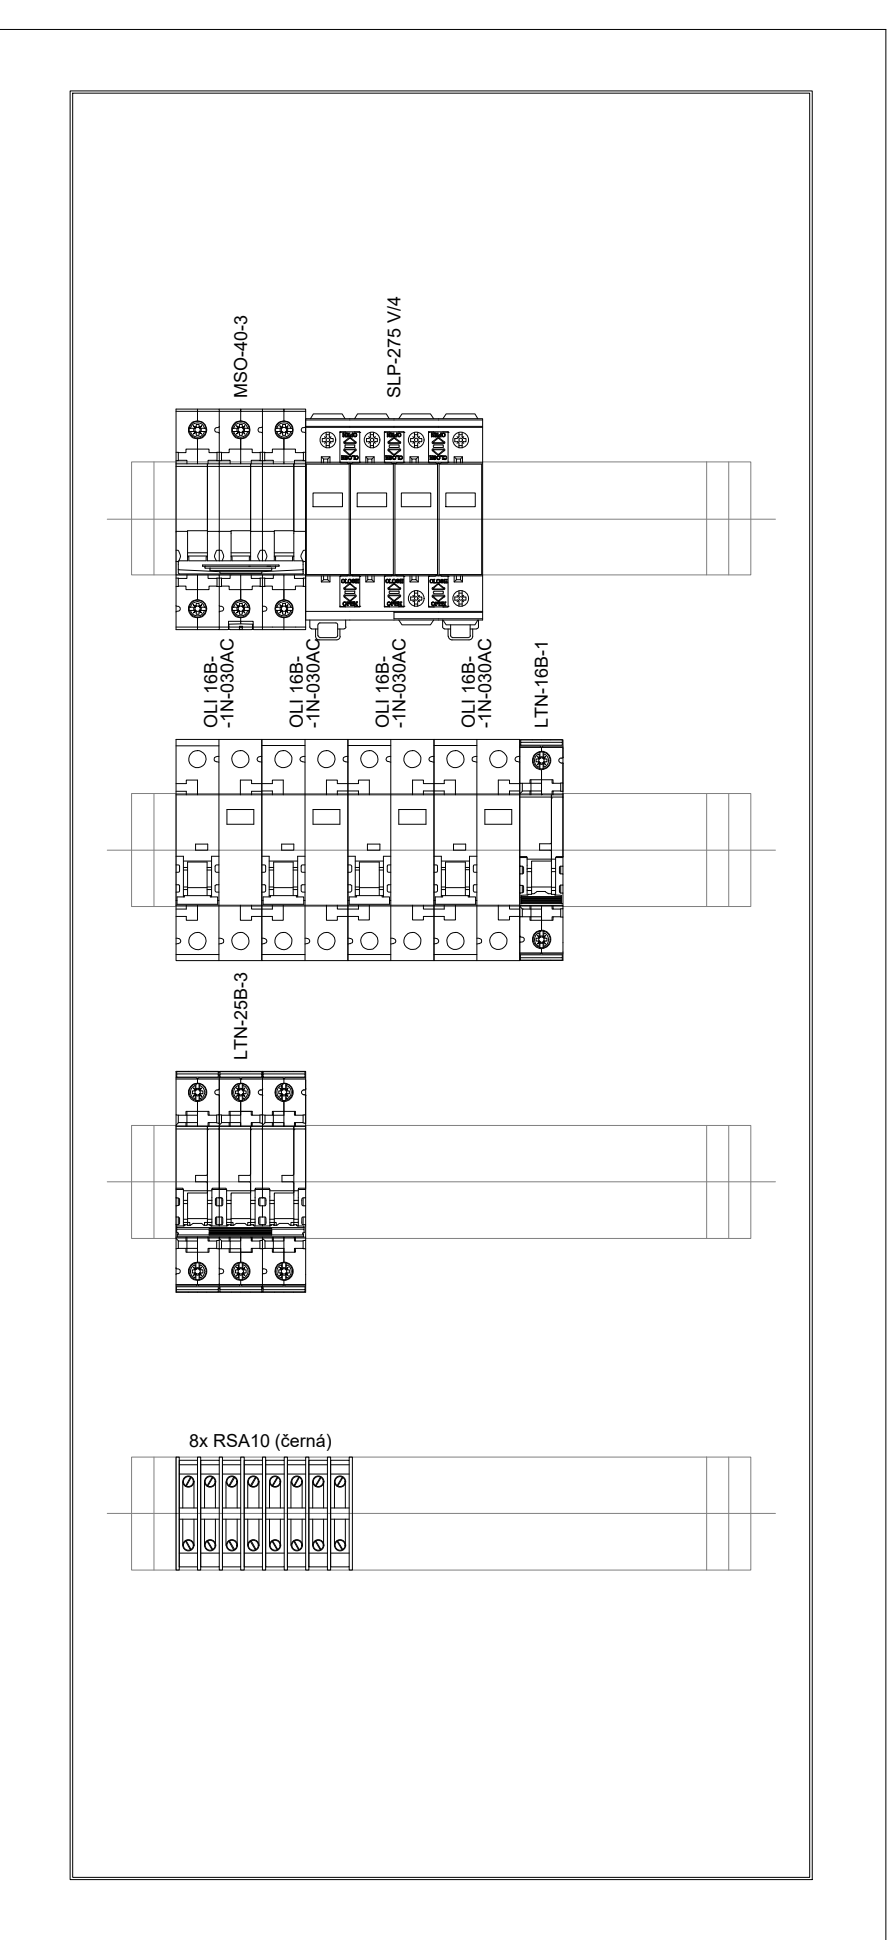 MSO-40-3
SLP-275 V/4
OLI 16B-
-1N-030AC
OLI 16B-
-1N-030AC
OLI 16B-
-1N-030AC
OLI 16B-
-1N-030AC
LTN-16B-1
LTN-25B-3
8x RSA10 (černá)